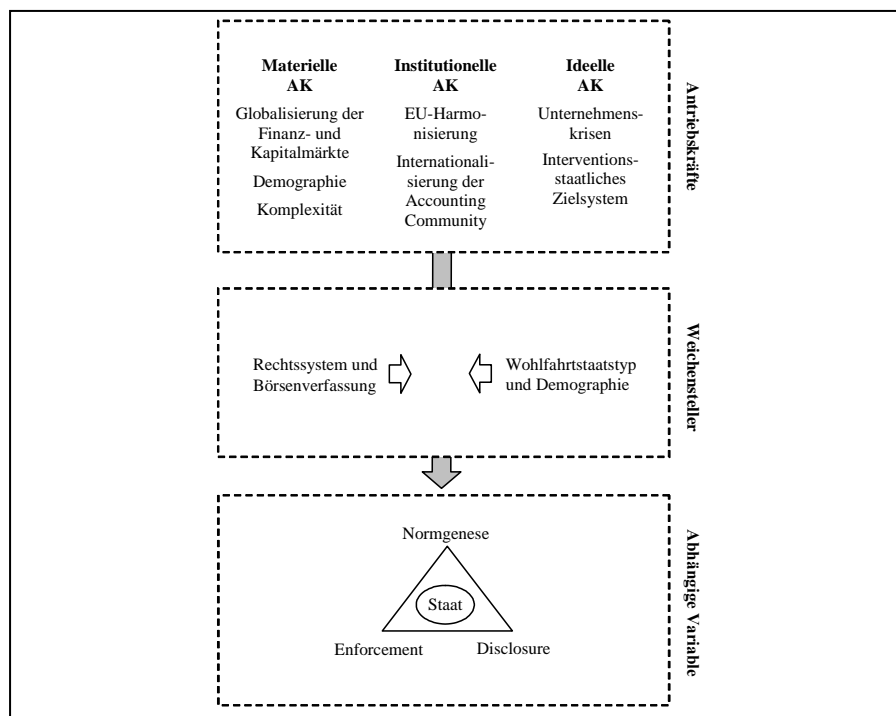 Materielle
AK
Globalisierung der
Finanz- und
Kapitalmärkte
Demographie
Komplexität
Institutionelle
AK
EU-Harmo-
nisierung
Internationali-
sierung der
Accounting
Community
Ideelle
AK
Unternehmens-
krisen
Interventions-
staatliches
Zielsystem
Antriebskräfte
Rechtssystem und
Börsenverfassung
Wohlfahrtstaatstyp
und Demographie
Weichensteller
Normgenese
Staat
Enforcement
Disclosure
Abhängige Variable